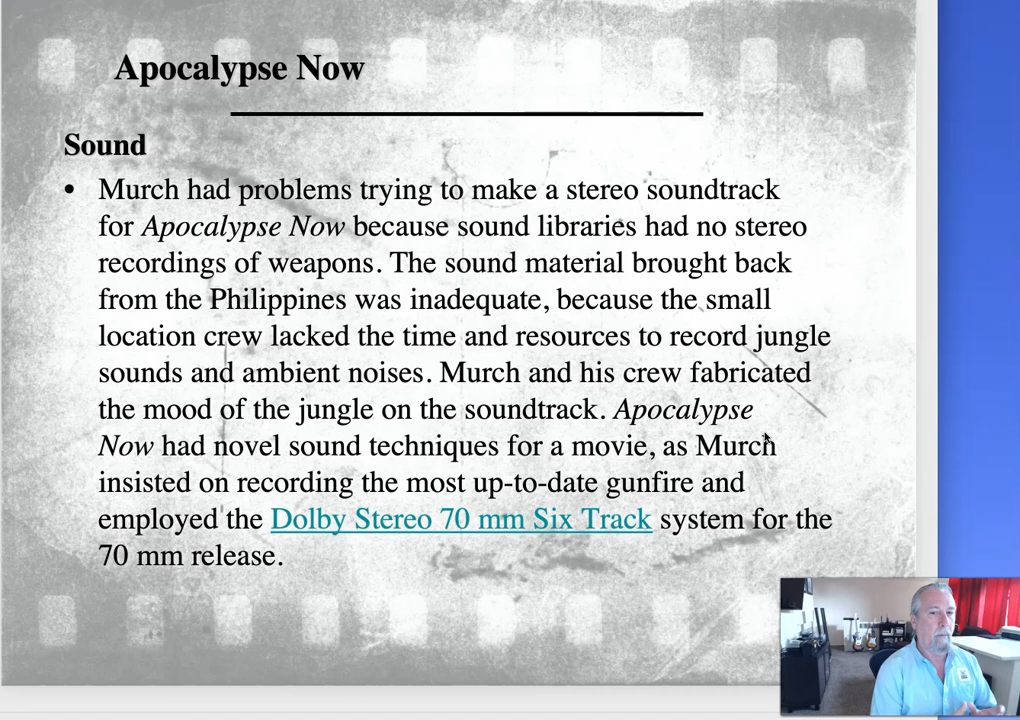 Apocalypse Now
Sound
• Murch had problems trying to make a stereo soundtrack
for Apocalypse Now because sound libraries had no stereo
recordings of weapons. The sound material brought back
from the Philippines was inadequate, because the small
location crew lacked the time and resources to record jungle
sounds and ambient noises. Murch and his crew fabricated
the mood of the jungle on the soundtrack. Apocalypse
Now had novel sound techniques for a movie, as Murch
insisted on recording the most up-to-date gunfire and
employed the Dolby Stereo 70 mm Six Track system for the
70 mm release.